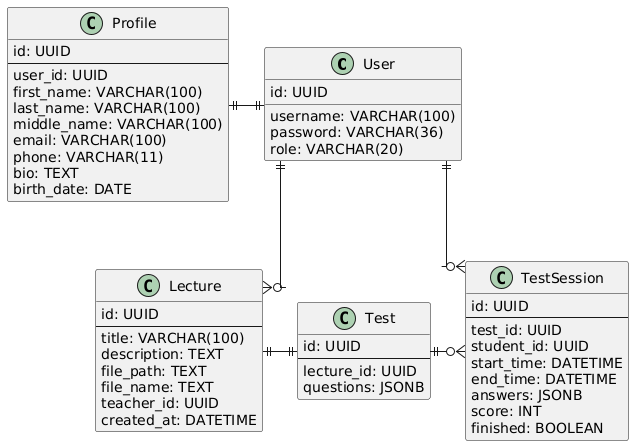 C Profile
id: UUID
user_id: UUID
first_name: VARCHAR(100)
last_name: VARCHAR(100)
middle_name: VARCHAR(100)
email: VARCHAR(100)
phone: VARCHAR(11)
bio: TEXT
birth_date: DATE
C User
id: UUID
username: VARCHAR(100)
password: VARCHAR(36)
role: VARCHAR(20)
C Lecture
id: UUID
title: VARCHAR(100)
description: TEXT
file_path: TEXT
file_name: TEXT
teacher_id: UUID
created_at: DATETIME
C Test
id: UUID
lecture_id: UUID
questions: JSONB
C TestSession
id: UUID
test_id: UUID
student_id: UUID
start_time: DATETIME
end_time: DATETIME
answers: JSONB
score: INT
finished: BOOLEAN